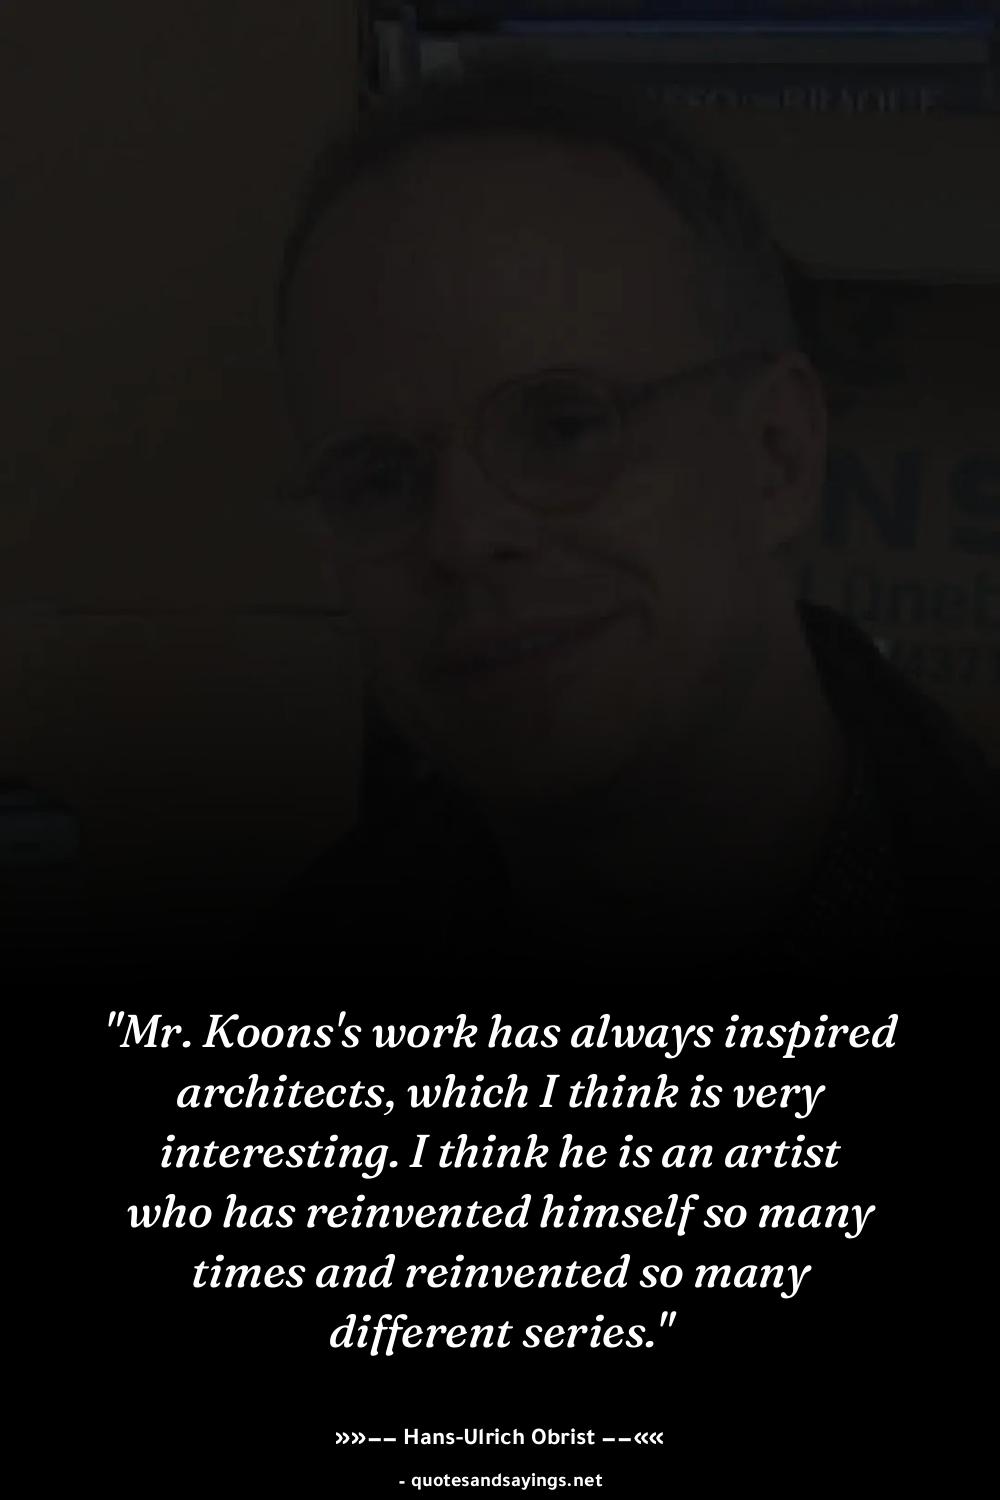 "Mr. Koons's work has always inspired
architects, which I think is very
interesting. I think he is an artist
who has reinvented himself so many
times and reinvented so many
different series."
»»−− Hans-Ulrich Obrist −−««
- quotesandsayings.net